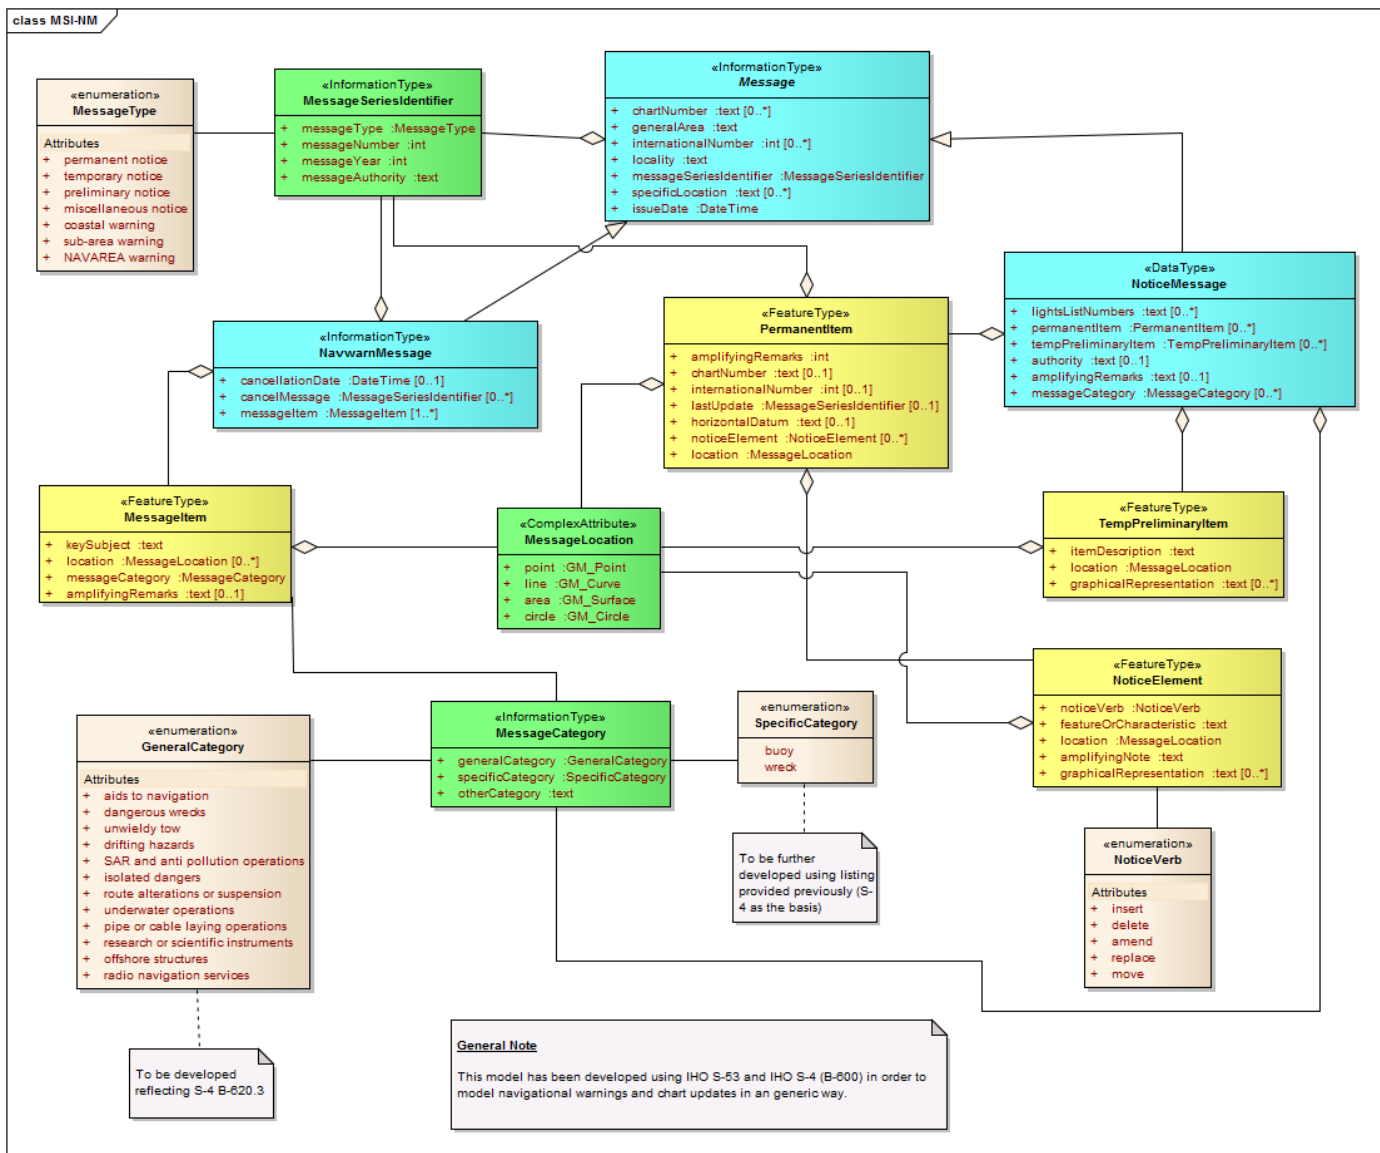 class MSI-NM
«enumeration»
MessageType
Attributes
+ permanent notice
+ temporary notice
+ preliminary notice
+ miscellaneous notice
+ coastal warning
+ sub-area warning
+ NAVAREA warning
«InformationType»
MessageSeriesIdentifier
+ messageType :MessageType
+ messageNumber :int
+ messageYear :int
+ messageAuthority :text
«InformationType»
Message
+ chartNumber :text [0..*]
+ generalArea :text
+ internationalNumber :int [0..*]
+ locality :text
+ messageSeriesIdentifier :MessageSeriesIdentifier
+ specificLocation :text [0..*]
+ issueDate :DateTime
«DataType»
NoticeMessage
+ lightsListNumbers :text [0..*]
+ permanentItem :PermanentItem [0..*]
+ tempPreliminaryItem :TempPreliminaryItem [0..*]
+ authority :text [0..1]
+ amplifyingRemarks :text [0..1]
+ messageCategory :MessageCategory [0..*]
«InformationType»
NavwarnMessage
+ cancellationDate :DateTime [0..1]
+ cancelMessage :MessageSeriesIdentifier [0..*]
+ messageItem :MessageItem [1..*]
«FeatureType»
PermanentItem
+ amplifyingRemarks :int
+ chartNumber :text [0..1]
+ internationalNumber :int [0..1]
+ lastUpdate :MessageSeriesIdentifier [0..1]
+ horizontalDatum :text [0..1]
+ noticeElement :NoticeElement [0..*]
+ location :MessageLocation
«FeatureType»
MessageItem
+ keySubject :text
+ location :MessageLocation [0..*]
+ messageCategory :MessageCategory
+ amplifyingRemarks :text [0..1]
«ComplexAttribute»
MessageLocation
+ point :GM_Point
+ line :GM_Curve
+ area :GM_Surface
+ circle :GM_Circle
«FeatureType»
TempPreliminaryItem
+ itemDescription :text
+ location :MessageLocation
+ graphicalRepresentation :text [0..*]
«FeatureType»
NoticeElement
+ noticeVerb :NoticeVerb
+ featureOrCharacteristic :text
+ location :MessageLocation
+ amplifyingNote :text
+ graphicalRepresentation :text [0..*]
«enumeration»
GeneralCategory
Attributes
+ aids to navigation
+ dangerous wrecks
+ unwieldy tow
+ drifting hazards
+ SAR and anti pollution operations
+ isolated dangers
+ route alterations or suspension
+ underwater operations
+ pipe or cable laying operations
+ research or scientific instruments
+ offshore structures
+ radio navigation services
«InformationType»
MessageCategory
+ generalCategory :GeneralCategory
+ specificCategory :SpecificCategory
+ otherCategory :text
«enumeration»
SpecificCategory
buoy
wreck
To be further
developed using listing
provided previously (S-
4 as the basis)
«enumeration»
NoticeVerb
Attributes
+ insert
+ delete
+ amend
+ replace
+ move
To be developed
reflecting S-4 B-620.3
General Note
This model has been developed using IHO S-53 and IHO S-4 (B-600) in order to
model navigational warnings and chart updates in an generic way.